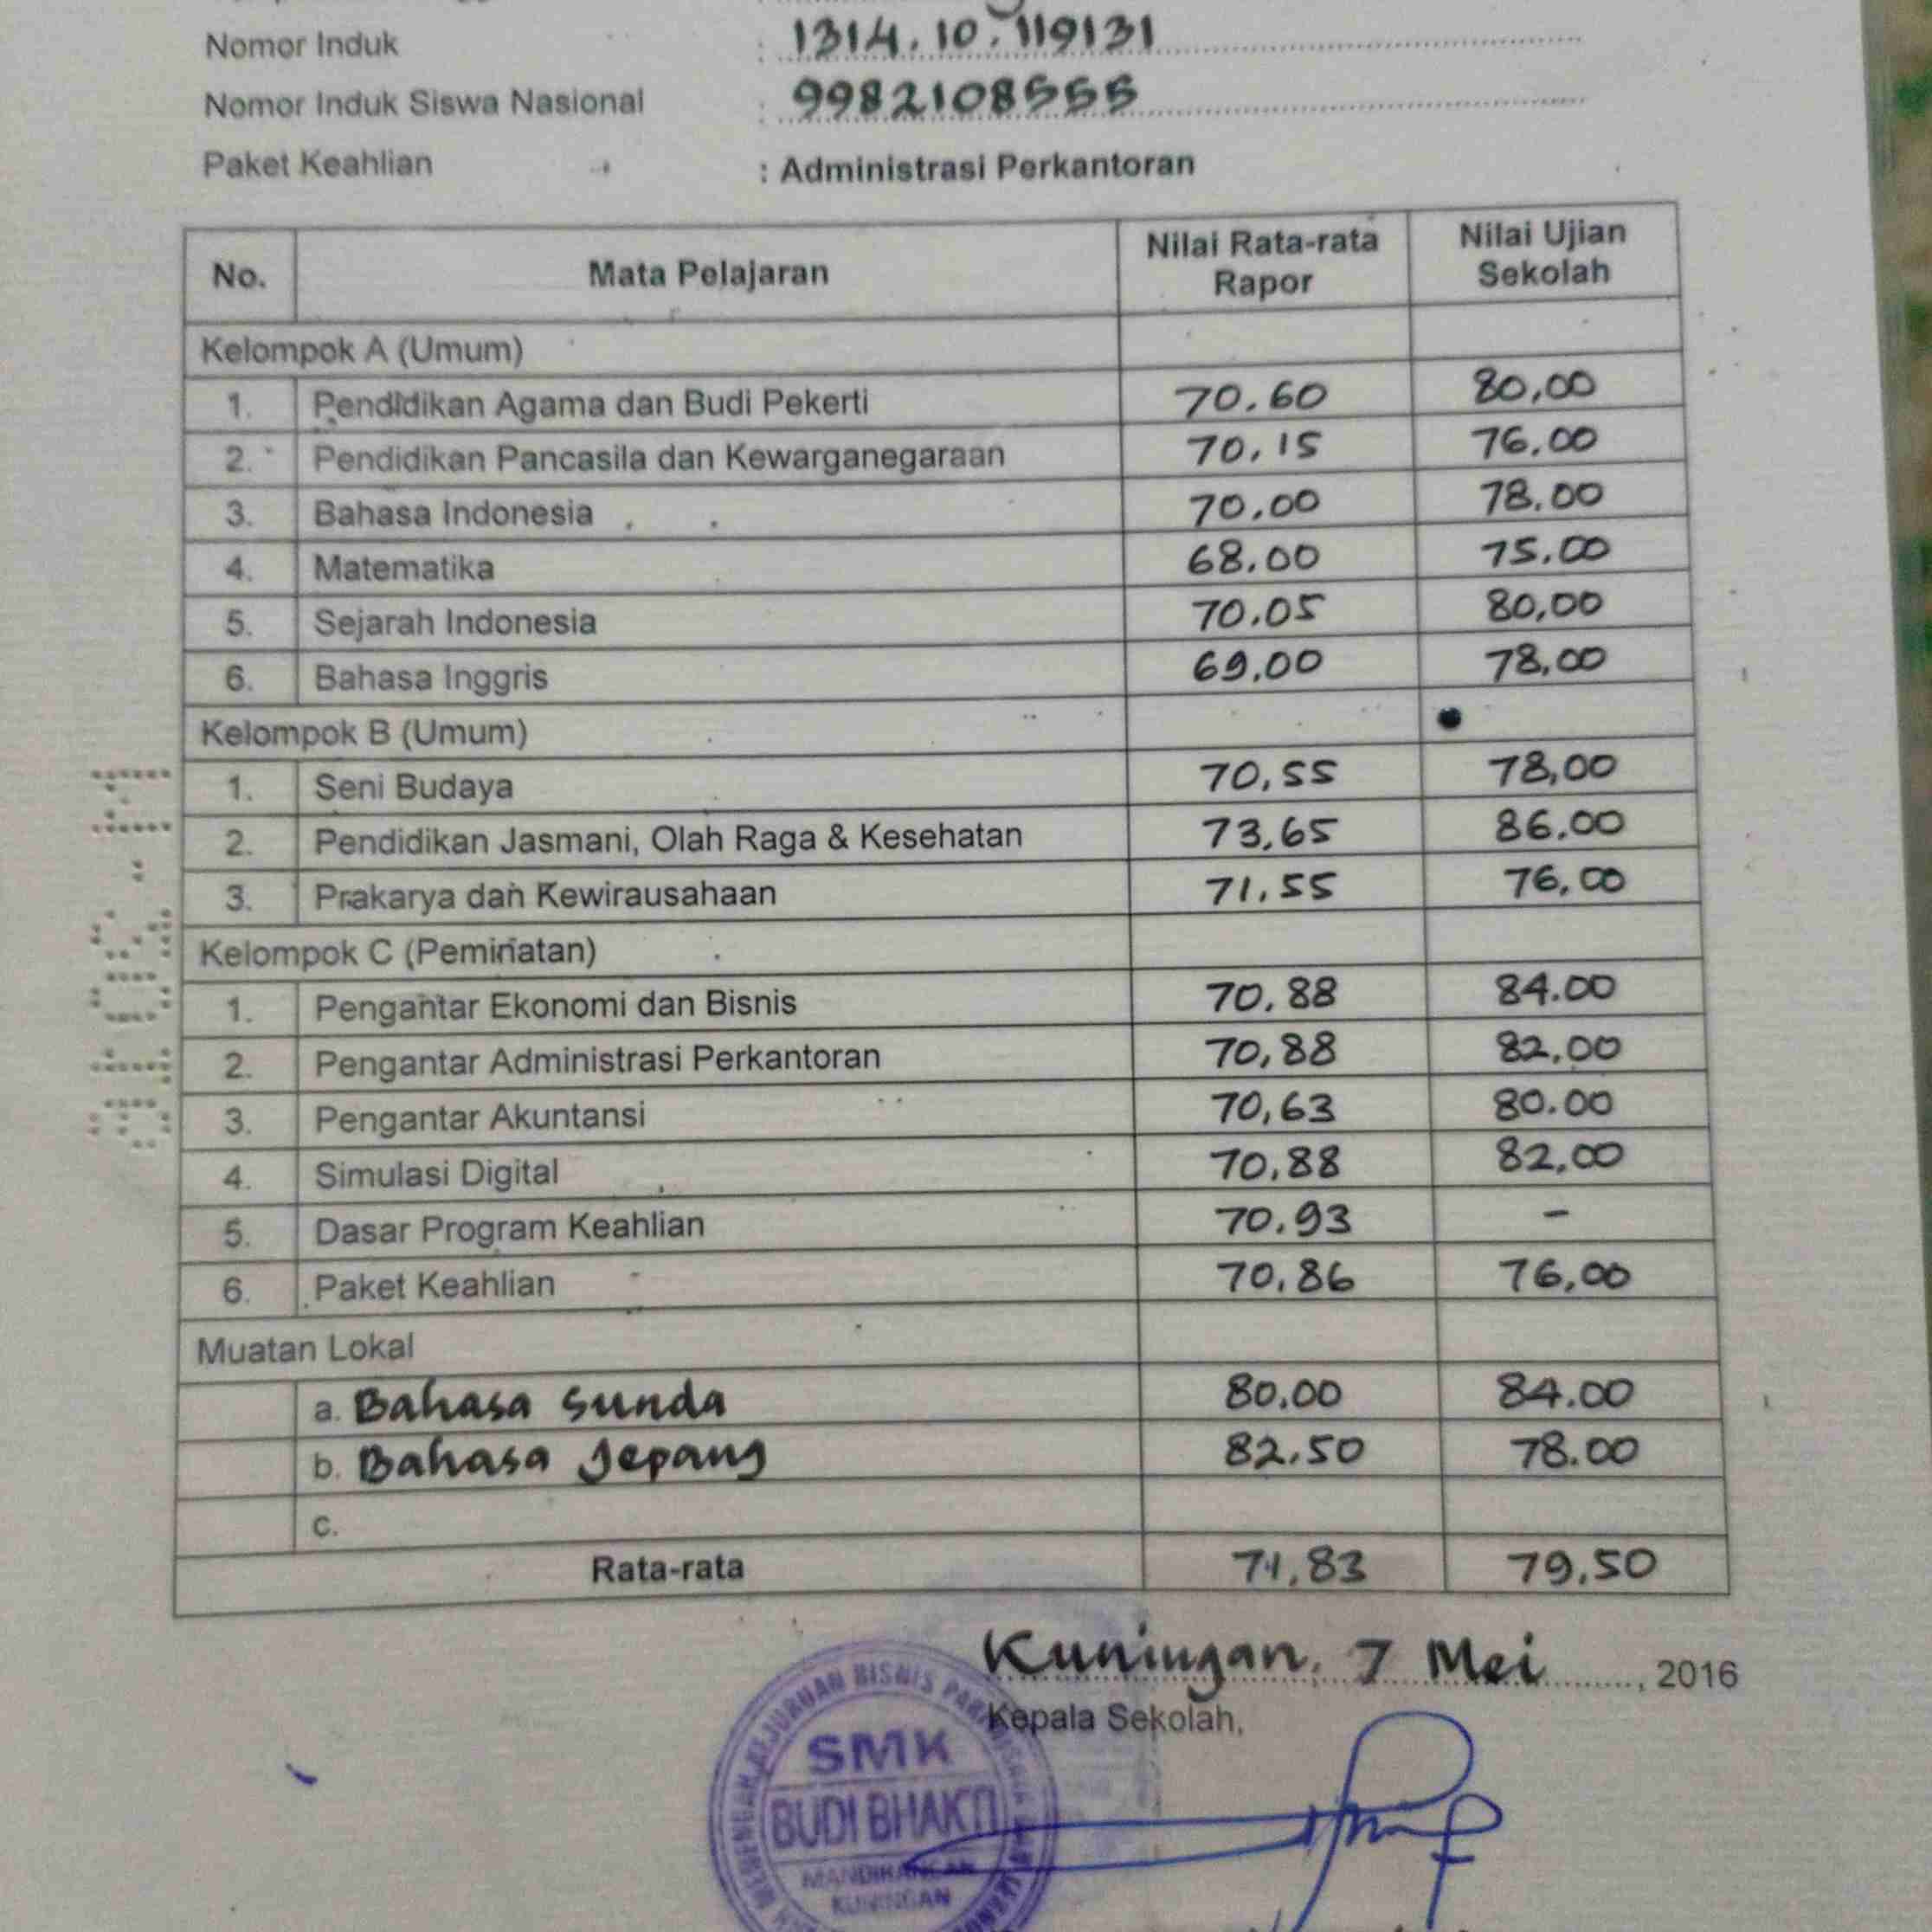 Nomor Induk : 1314.10.119131
Nomor Induk Siswa Nasional : 9982108555
Paket Keahlian : Administrasi Perkantoran
No. Mata Pelajaran Nilai Rata-rata Rapor Nilai Ujian Sekolah
Kelompok A (Umum)
1. Pendidikan Agama dan Budi Pekerti 70.60 80,00
2. Pendidikan Pancasila dan Kewarganegaraan 70,15 76.00
3. Bahasa Indonesia 70.00 78.00
4. Matematika 68.00 75.00
5. Sejarah Indonesia 70.05 80,00
6. Bahasa Inggris 69,00 78,00
Kelompok B (Umum)
1. Seni Budaya 70,55 78,00
2. Pendidikan Jasmani, Olah Raga & Kesehatan 73,65 86.00
3. Prakarya dan Kewirausahaan 71,55 76,00
Kelompok C (Peminatan)
1. Pengantar Ekonomi dan Bisnis 70,88 84.00
2. Pengantar Administrasi Perkantoran 70,88 82,00
3. Pengantar Akuntansi 70,63 80.00
4. Simulasi Digital 70,88 82,00
5. Dasar Program Keahlian 70.93 -
6. Paket Keahlian 70,86 76,00
Muatan Lokal
a. Bahasa Sunda 80,00 84.00
b. Bahasa Jepang 82,50 78.00
c.
Rata-rata 71,83 79,50
Kuningan, 7 Mei, 2016
Kepala Sekolah,
SMK
BUDI BHAKTI
MANDIRANCAN
KUNINGAN